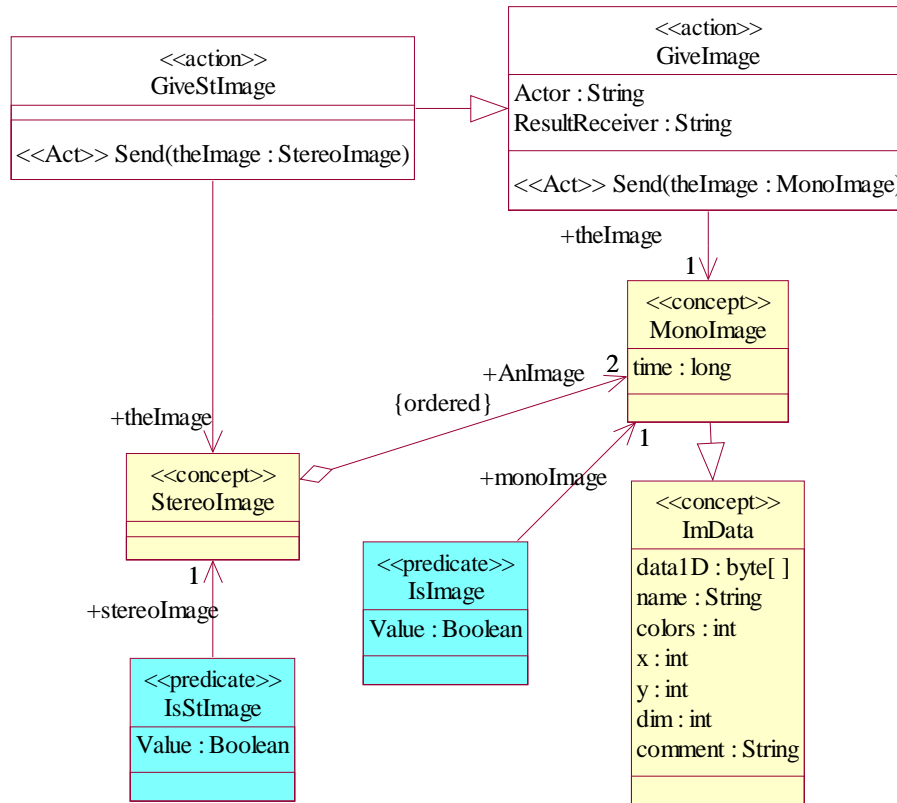 <<action>>
GiveStImage
<<Act>> Send(theImage : StereoImage)
<<action>>
GiveImage
Actor : String
ResultReceiver : String
<<Act>> Send(theImage : MonoImage)
+theImage
1
<<concept>>
MonoImage
time : long
2
+AnImage
{ordered}
+theImage
1
+monoImage
<<concept>>
StereoImage
<<concept>>
ImData
data1D : byte[ ]
name : String
colors : int
x : int
y : int
dim : int
comment : String
1
+stereoImage
<<predicate>>
IsImage
Value : Boolean
<<predicate>>
IsStImage
Value : Boolean